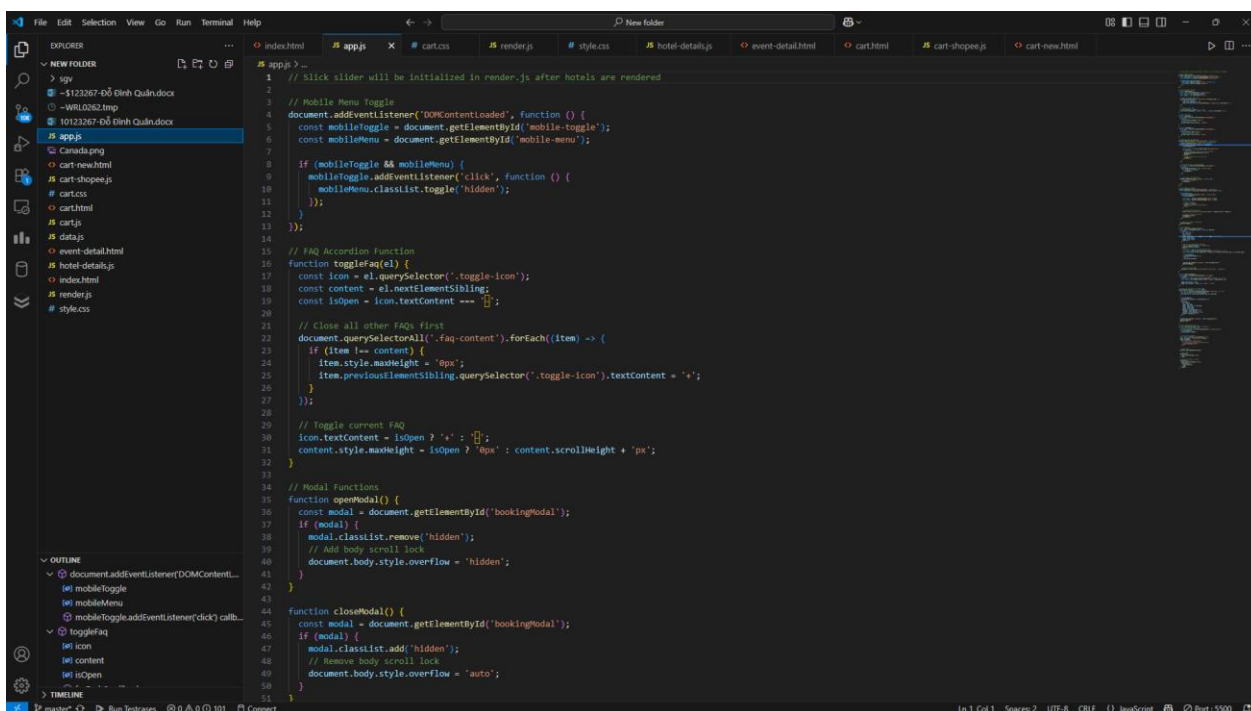 File Edit Selection View Go Run Terminal Help
New folder
EXPLORER
NEW FOLDER
sgv
~$123267-Đỗ Đình Quân.docx
~WRL0262.tmp
10123267-Đỗ Đình Quân.docx
JS app.js
Canada.png
cart-new.html
JS cart-shopee.js
# cart.css
cart.html
JS cart.js
JS data.js
event-detail.html
JS hotel-details.js
index.html
JS render.js
# style.css
OUTLINE
document.addEventListener('DOMContentL...
mobileToggle
mobileMenu
mobileToggle.addEventListener('click') callb...
toggleFaq
icon
content
isOpen
TIMELINE
index.html JS app.js # cart.css JS render.js # style.css JS hotel-details.js event-detail.html cart.html JS cart-shopee.js cart-new.html
JS app.js > ...
1 // Slick slider will be initialized in render.js after hotels are rendered
2
3 // Mobile Menu Toggle
4 document.addEventListener('DOMContentLoaded', function () {
5 const mobileToggle = document.getElementById('mobile-toggle');
6 const mobileMenu = document.getElementById('mobile-menu');
7
8 if (mobileToggle && mobileMenu) {
9 mobileToggle.addEventListener('click', function () {
10 mobileMenu.classList.toggle('hidden');
11 });
12 }
13 });
14
15 // FAQ Accordion Function
16 function toggleFaq(el) {
17 const icon = el.querySelector('.toggle-icon');
18 const content = el.nextElementSibling;
19 const isOpen = icon.textContent === '–';
20
21 // Close all other FAQs first
22 document.querySelectorAll('.faq-content').forEach((item) => {
23 if (item !== content) {
24 item.style.maxHeight = '0px';
25 item.previousElementSibling.querySelector('.toggle-icon').textContent = '+';
26 }
27 });
28
29 // Toggle current FAQ
30 icon.textContent = isOpen ? '+' : '–';
31 content.style.maxHeight = isOpen ? '0px' : content.scrollHeight + 'px';
32 }
33
34 // Modal Functions
35 function openModal() {
36 const modal = document.getElementById('bookingModal');
37 if (modal) {
38 modal.classList.remove('hidden');
39 // Add body scroll lock
40 document.body.style.overflow = 'hidden';
41 }
42 }
43
44 function closeModal() {
45 const modal = document.getElementById('bookingModal');
46 if (modal) {
47 modal.classList.add('hidden');
48 // Remove body scroll lock
49 document.body.style.overflow = 'auto';
50 }
51 }
master* Run Testcases 0 0 101 Connect
Ln 1, Col 1 Spaces: 2 UTF-8 CRLF {} JavaScript Port : 5500